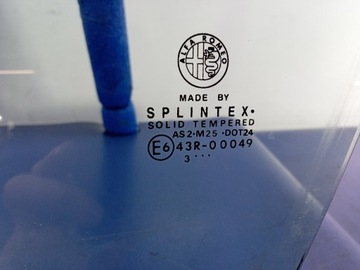 ALFA ROMEO
MADE BY
SPLINTEX•
SOLID TEMPERED
AS2•M25 •DOT24
E6 43R-00049
3 •••